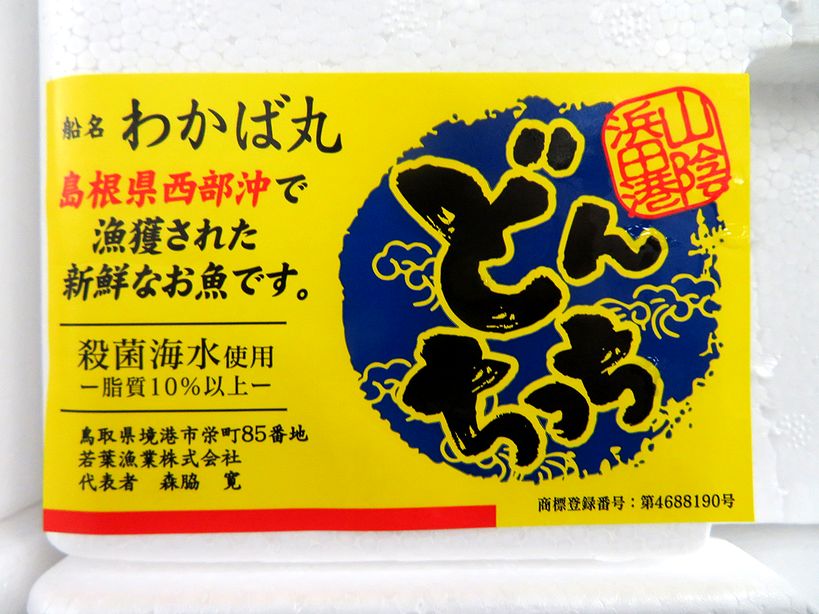 船名 わかば丸
島根県西部沖で
漁獲された
新鮮なお魚です。
殺菌海水使用
ー脂質10%以上ー
鳥取県境港市栄町85番地
若葉漁業株式会社
代表者 森脇 寛
山陰
浜田港
どん
ちっち
商標登録番号:第4688190号